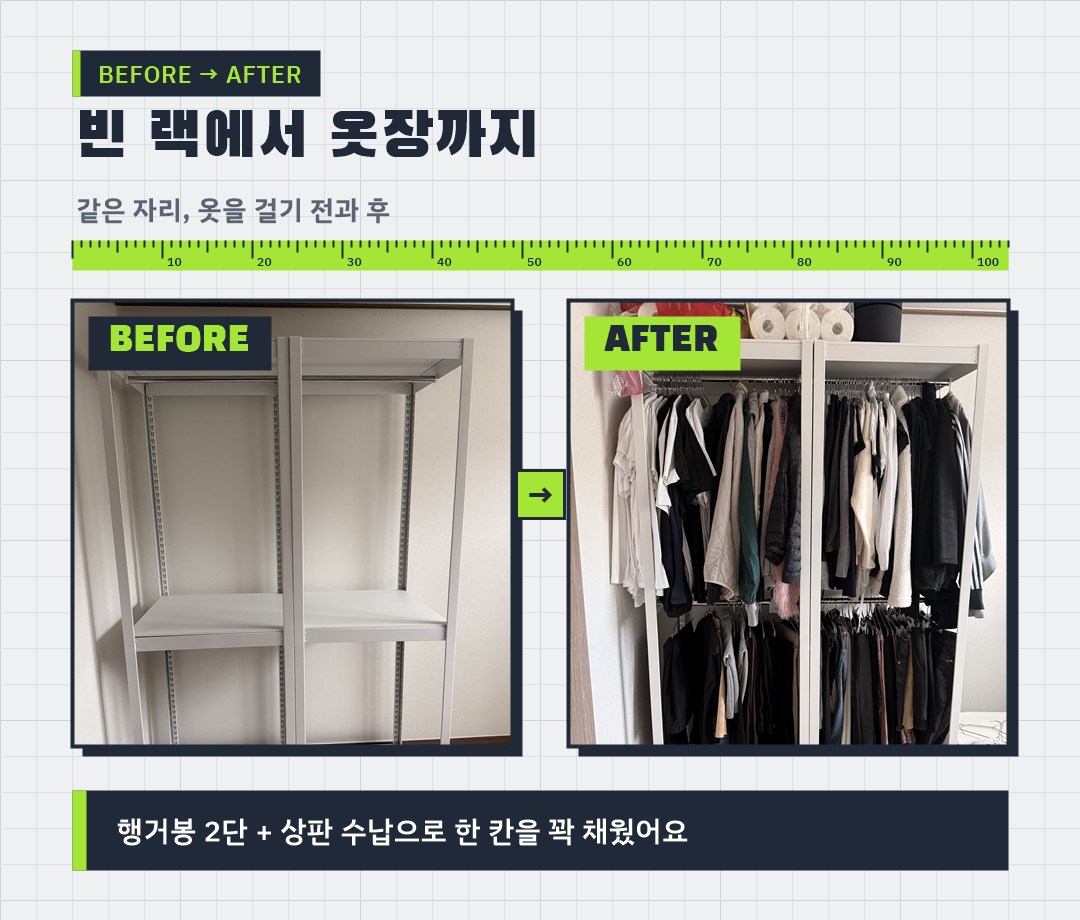 BEFORE → AFTER
빈 랙에서 옷장까지
같은 자리, 옷을 걸기 전과 후
10 20 30 40 50 60 70 80 90 100
BEFORE
AFTER
→
행거봉 2단 + 상판 수납으로 한 칸을 꽉 채웠어요